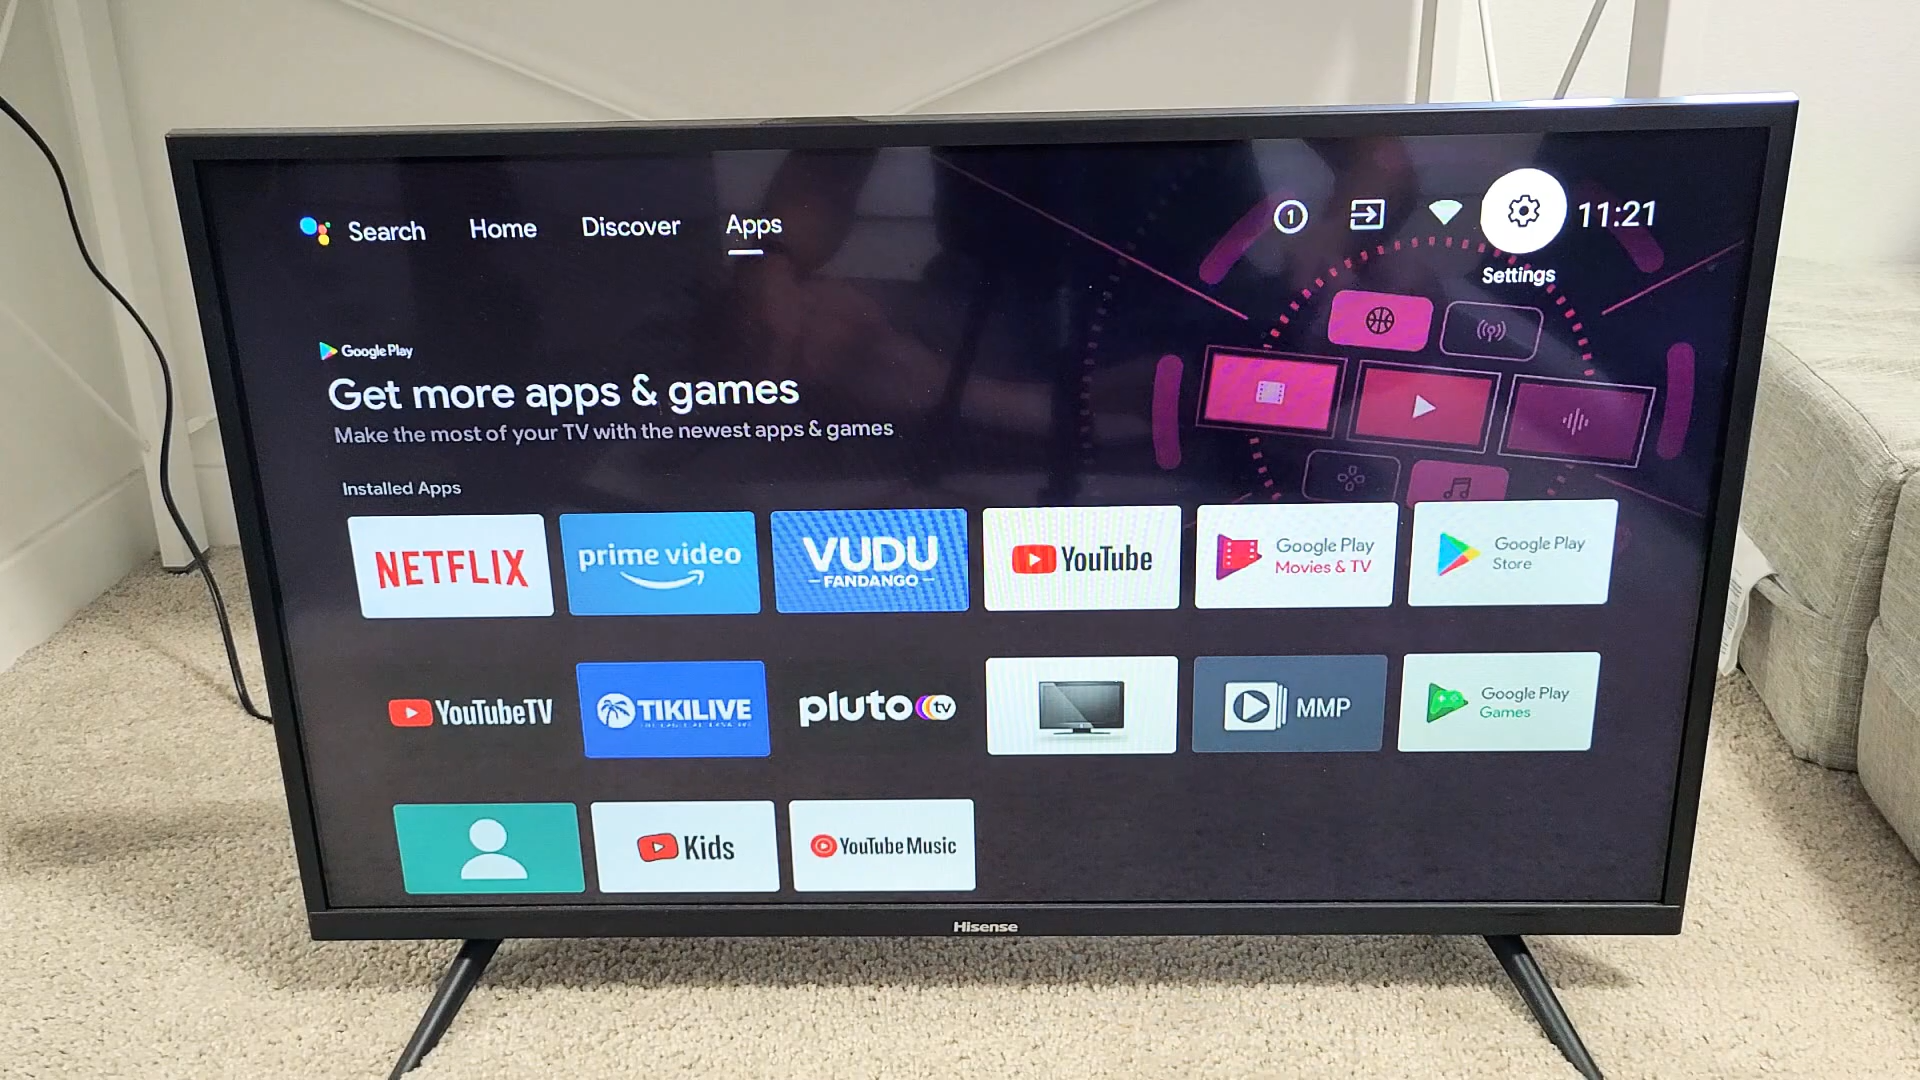 Search Home Discover Apps
1
11:21
Settings
Google Play
Get more apps & games
Make the most of your TV with the newest apps & games
Installed Apps
NETFLIX
prime video
VUDU
FANDANGO
YouTube
Google Play
Movies & TV
Google Play
Store
YouTubeTV
TIKILIVE
pluto tv
MMP
Google Play
Games
Kids
YouTube Music
Hisense